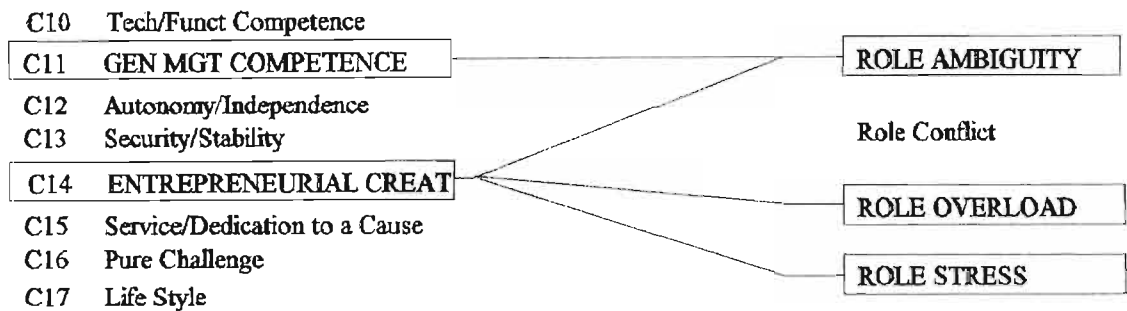 C10 Tech/Funct Competence
C11 GEN MGT COMPETENCE
C12 Autonomy/Independence
C13 Security/Stability
C14 ENTREPRENEURIAL CREAT
C15 Service/Dedication to a Cause
C16 Pure Challenge
C17 Life Style
ROLE AMBIGUITY
Role Conflict
ROLE OVERLOAD
ROLE STRESS